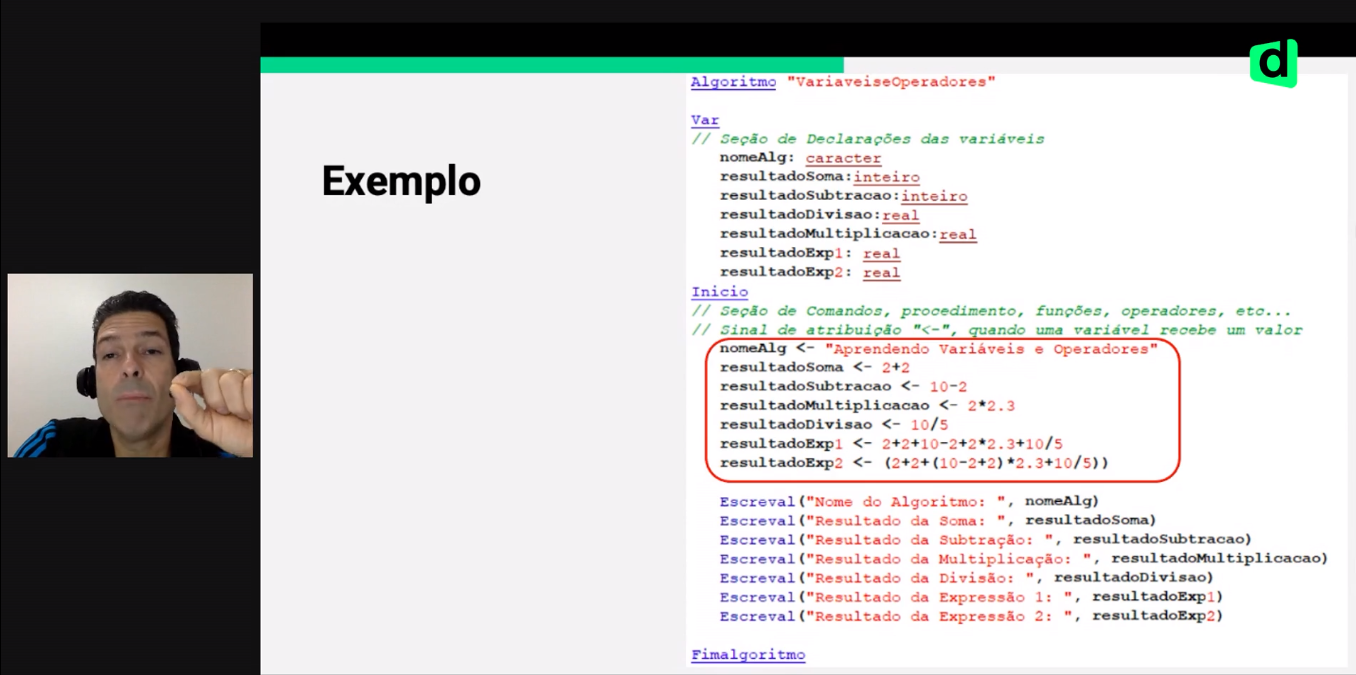 d
Exemplo
Algoritmo "VariaveiseOperadores"
Var
// Seção de Declarações das variáveis
nomeAlg: caracter
resultadoSoma:inteiro
resultadoSubtracao:inteiro
resultadoDivisao:real
resultadoMultiplicacao:real
resultadoExp1: real
resultadoExp2: real
Inicio
// Seção de Comandos, procedimento, funções, operadores, etc...
// Sinal de atribuição "<-", quando uma variável recebe um valor
nomeAlg <- "Aprendendo Variáveis e Operadores"
resultadoSoma <- 2+2
resultadoSubtracao <- 10-2
resultadoMultiplicacao <- 2*2.3
resultadoDivisao <- 10/5
resultadoExp1 <- 2+2+10-2+2*2.3+10/5
resultadoExp2 <- (2+2+(10-2+2)*2.3+10/5))
Escreval("Nome do Algoritmo: ", nomeAlg)
Escreval("Resultado da Soma: ", resultadoSoma)
Escreval("Resultado da Subtração: ", resultadoSubtracao)
Escreval("Resultado da Multiplicação: ", resultadoMultiplicacao)
Escreval("Resultado da Divisão: ", resultadoDivisao)
Escreval("Resultado da Expressão 1: ", resultadoExp1)
Escreval("Resultado da Expressão 2: ", resultadoExp2)
Fimalgoritmo